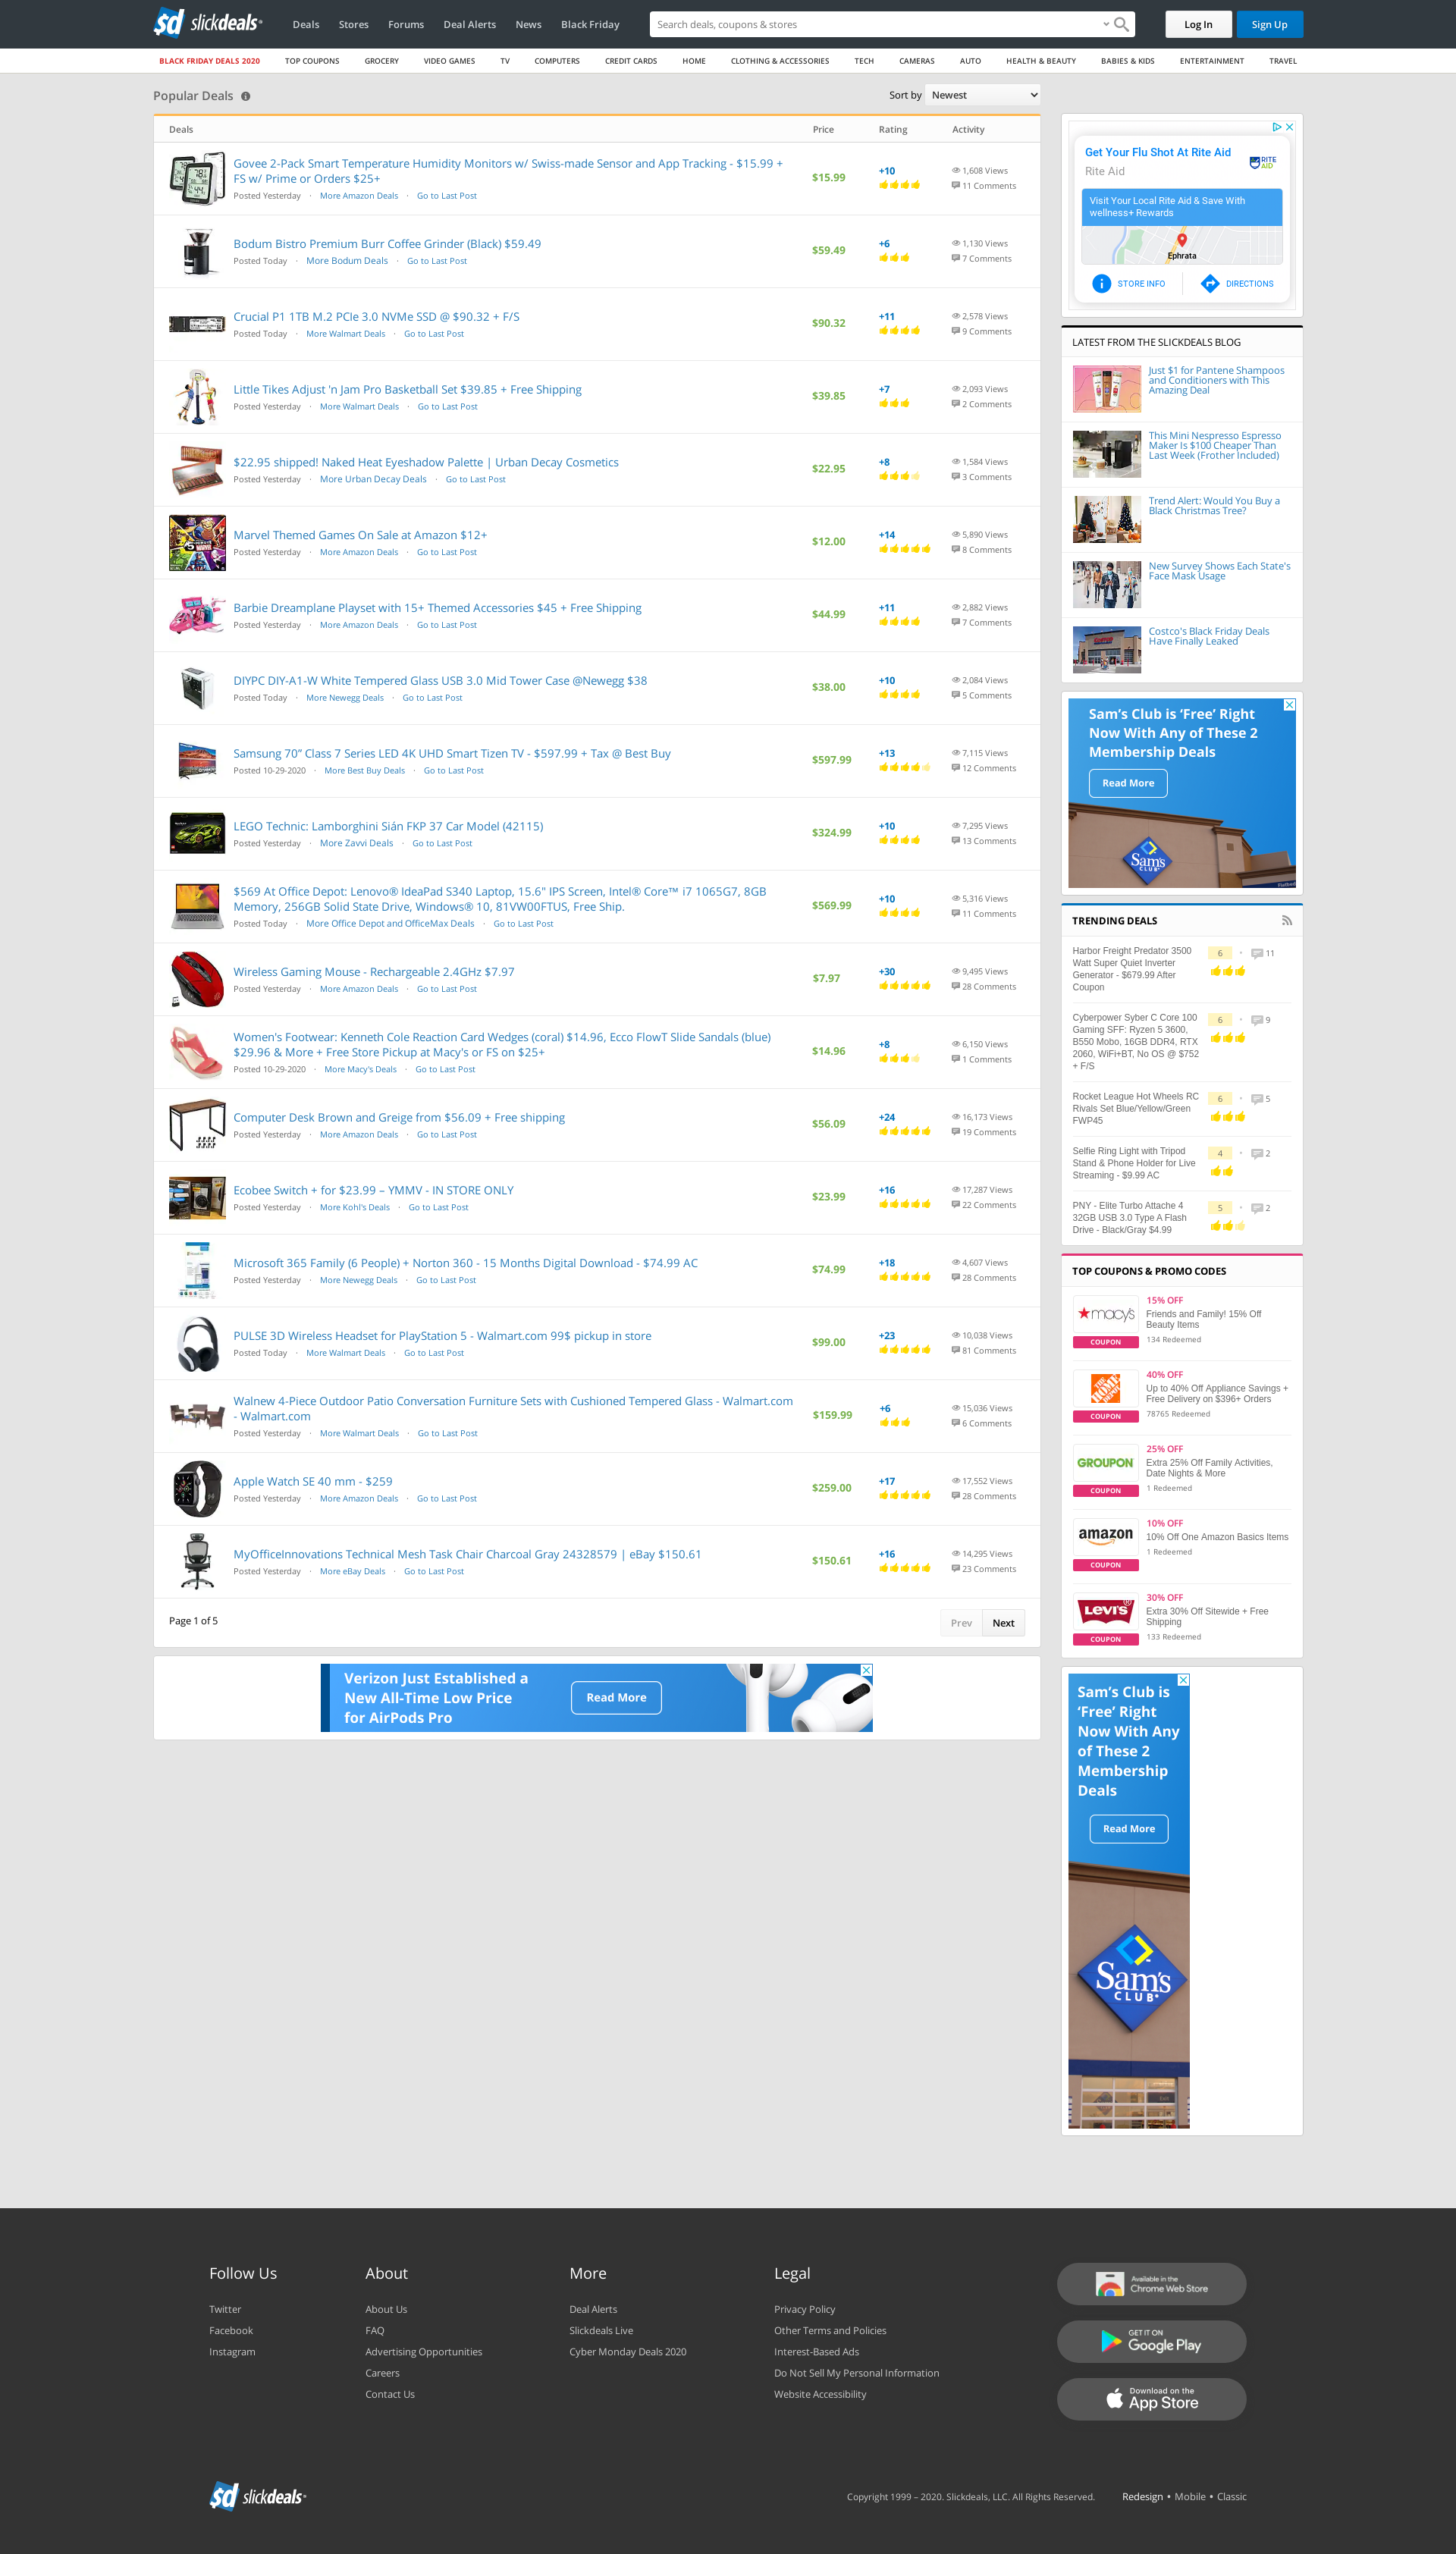 sd slickdeals
Deals
Stores
Forums
Deal Alerts
News
Black Friday
Search deals, coupons & stores
Log In
Sign Up
BLACK FRIDAY DEALS 2020
TOP COUPONS
GROCERY
VIDEO GAMES
TV
COMPUTERS
CREDIT CARDS
HOME
CLOTHING & ACCESSORIES
TECH
CAMERAS
AUTO
HEALTH & BEAUTY
BABIES & KIDS
ENTERTAINMENT
TRAVEL
Popular Deals
Sort by Newest
Deals Price Rating Activity
Govee 2-Pack Smart Temperature Humidity Monitors w/ Swiss-made Sensor and App Tracking - $15.99 +
FS w/ Prime or Orders $25+
Posted Yesterday · More Amazon Deals · Go to Last Post
$15.99
+10
1,608 Views
11 Comments
Bodum Bistro Premium Burr Coffee Grinder (Black) $59.49
Posted Today · More Bodum Deals · Go to Last Post
$59.49
+6
1,130 Views
7 Comments
Crucial P1 1TB M.2 PCIe 3.0 NVMe SSD @ $90.32 + F/S
Posted Today · More Walmart Deals · Go to Last Post
$90.32
+11
2,578 Views
9 Comments
Little Tikes Adjust 'n Jam Pro Basketball Set $39.85 + Free Shipping
Posted Yesterday · More Walmart Deals · Go to Last Post
$39.85
+7
2,093 Views
2 Comments
$22.95 shipped! Naked Heat Eyeshadow Palette | Urban Decay Cosmetics
Posted Yesterday · More Urban Decay Deals · Go to Last Post
$22.95
+8
1,584 Views
3 Comments
Marvel Themed Games On Sale at Amazon $12+
Posted Yesterday · More Amazon Deals · Go to Last Post
$12.00
+14
5,890 Views
8 Comments
Barbie Dreamplane Playset with 15+ Themed Accessories $45 + Free Shipping
Posted Yesterday · More Amazon Deals · Go to Last Post
$44.99
+11
2,882 Views
7 Comments
DIYPC DIY-A1-W White Tempered Glass USB 3.0 Mid Tower Case @Newegg $38
Posted Today · More Newegg Deals · Go to Last Post
$38.00
+10
2,084 Views
5 Comments
Samsung 70” Class 7 Series LED 4K UHD Smart Tizen TV - $597.99 + Tax @ Best Buy
Posted 10-29-2020 · More Best Buy Deals · Go to Last Post
$597.99
+13
7,115 Views
12 Comments
LEGO Technic: Lamborghini Sián FKP 37 Car Model (42115)
Posted Yesterday · More Zavvi Deals · Go to Last Post
$324.99
+10
7,295 Views
13 Comments
$569 At Office Depot: Lenovo® IdeaPad S340 Laptop, 15.6" IPS Screen, Intel® Core™ i7 1065G7, 8GB
Memory, 256GB Solid State Drive, Windows® 10, 81VW00FTUS, Free Ship.
Posted Today · More Office Depot and OfficeMax Deals · Go to Last Post
$569.99
+10
5,316 Views
11 Comments
Wireless Gaming Mouse - Rechargeable 2.4GHz $7.97
Posted Yesterday · More Amazon Deals · Go to Last Post
$7.97
+30
9,495 Views
28 Comments
Women's Footwear: Kenneth Cole Reaction Card Wedges (coral) $14.96, Ecco FlowT Slide Sandals (blue)
$29.96 & More + Free Store Pickup at Macy's or FS on $25+
Posted 10-29-2020 · More Macy's Deals · Go to Last Post
$14.96
+8
6,150 Views
1 Comments
Computer Desk Brown and Greige from $56.09 + Free shipping
Posted Yesterday · More Amazon Deals · Go to Last Post
$56.09
+24
16,173 Views
19 Comments
Ecobee Switch + for $23.99 – YMMV - IN STORE ONLY
Posted Yesterday · More Kohl's Deals · Go to Last Post
$23.99
+16
17,287 Views
22 Comments
Microsoft 365 Family (6 People) + Norton 360 - 15 Months Digital Download - $74.99 AC
Posted Yesterday · More Newegg Deals · Go to Last Post
$74.99
+18
4,607 Views
28 Comments
PULSE 3D Wireless Headset for PlayStation 5 - Walmart.com 99$ pickup in store
Posted Today · More Walmart Deals · Go to Last Post
$99.00
+23
10,038 Views
81 Comments
Walnew 4-Piece Outdoor Patio Conversation Furniture Sets with Cushioned Tempered Glass - Walmart.com
- Walmart.com
Posted Yesterday · More Walmart Deals · Go to Last Post
$159.99
+6
15,036 Views
6 Comments
Apple Watch SE 40 mm - $259
Posted Yesterday · More Amazon Deals · Go to Last Post
$259.00
+17
17,552 Views
28 Comments
MyOfficeInnovations Technical Mesh Task Chair Charcoal Gray 24328579 | eBay $150.61
Posted Yesterday · More eBay Deals · Go to Last Post
$150.61
+16
14,295 Views
23 Comments
Page 1 of 5
Prev
Next
Verizon Just Established a
New All-Time Low Price
for AirPods Pro
Read More
Get Your Flu Shot At Rite Aid
Rite Aid
RITE
AID
Visit Your Local Rite Aid & Save With
wellness+ Rewards
Ephrata
STORE INFO
DIRECTIONS
LATEST FROM THE SLICKDEALS BLOG
Just $1 for Pantene Shampoos
and Conditioners with This
Amazing Deal
This Mini Nespresso Espresso
Maker Is $100 Cheaper Than
Last Week (Frother Included)
Trend Alert: Would You Buy a
Black Christmas Tree?
New Survey Shows Each State's
Face Mask Usage
Costco's Black Friday Deals
Have Finally Leaked
Sam’s Club is ‘Free’ Right
Now With Any of These 2
Membership Deals
Read More
Sam's
CLUB
TRENDING DEALS
Harbor Freight Predator 3500
Watt Super Quiet Inverter
Generator - $679.99 After
Coupon
6 • 11
Cyberpower Syber C Core 100
Gaming SFF: Ryzen 5 3600,
B550 Mobo, 16GB DDR4, RTX
2060, WiFi+BT, No OS @ $752
+ F/S
6 • 9
Rocket League Hot Wheels RC
Rivals Set Blue/Yellow/Green
FWP45
6 • 5
Selfie Ring Light with Tripod
Stand & Phone Holder for Live
Streaming - $9.99 AC
4 • 2
PNY - Elite Turbo Attache 4
32GB USB 3.0 Type A Flash
Drive - Black/Gray $4.99
5 • 2
TOP COUPONS & PROMO CODES
macy's
COUPON
15% OFF
Friends and Family! 15% Off
Beauty Items
134 Redeemed
THE HOME DEPOT
COUPON
40% OFF
Up to 40% Off Appliance Savings +
Free Delivery on $396+ Orders
78765 Redeemed
GROUPON
COUPON
25% OFF
Extra 25% Off Family Activities,
Date Nights & More
1 Redeemed
amazon
COUPON
10% OFF
10% Off One Amazon Basics Items
1 Redeemed
LEVI'S
COUPON
30% OFF
Extra 30% Off Sitewide + Free
Shipping
133 Redeemed
Sam’s Club is
‘Free’ Right
Now With Any
of These 2
Membership
Deals
Read More
Sam's
CLUB
Follow Us
Twitter
Facebook
Instagram
About
About Us
FAQ
Advertising Opportunities
Careers
Contact Us
More
Deal Alerts
Slickdeals Live
Cyber Monday Deals 2020
Legal
Privacy Policy
Other Terms and Policies
Interest-Based Ads
Do Not Sell My Personal Information
Website Accessibility
Available in the
Chrome Web Store
GET IT ON
Google Play
Download on the
App Store
sd slickdeals
Copyright 1999 – 2020. Slickdeals, LLC. All Rights Reserved.
Redesign • Mobile • Classic